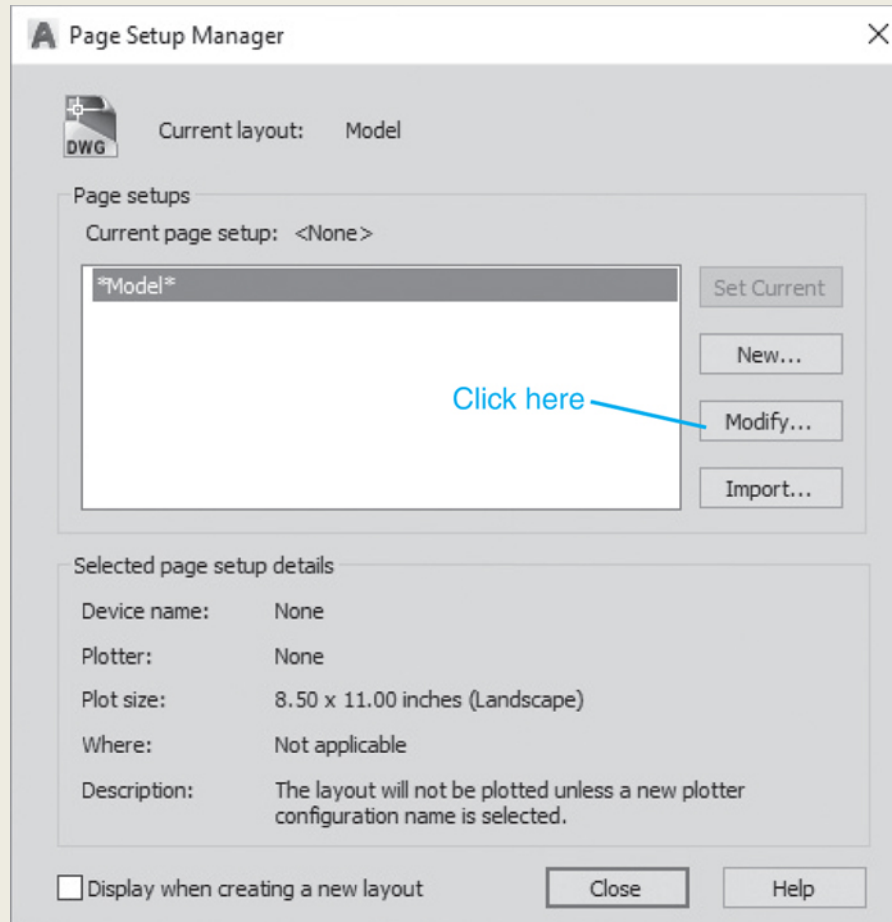 Page Setup Manager
DWG
Current layout: Model
Page setups
Current page setup: <None>
*Model*
Set Current
New...
Click here
Modify...
Import...
Selected page setup details
Device name: None
Plotter: None
Plot size: 8.50 x 11.00 inches (Landscape)
Where: Not applicable
Description: The layout will not be plotted unless a new plotter
configuration name is selected.
Display when creating a new layout
Close
Help